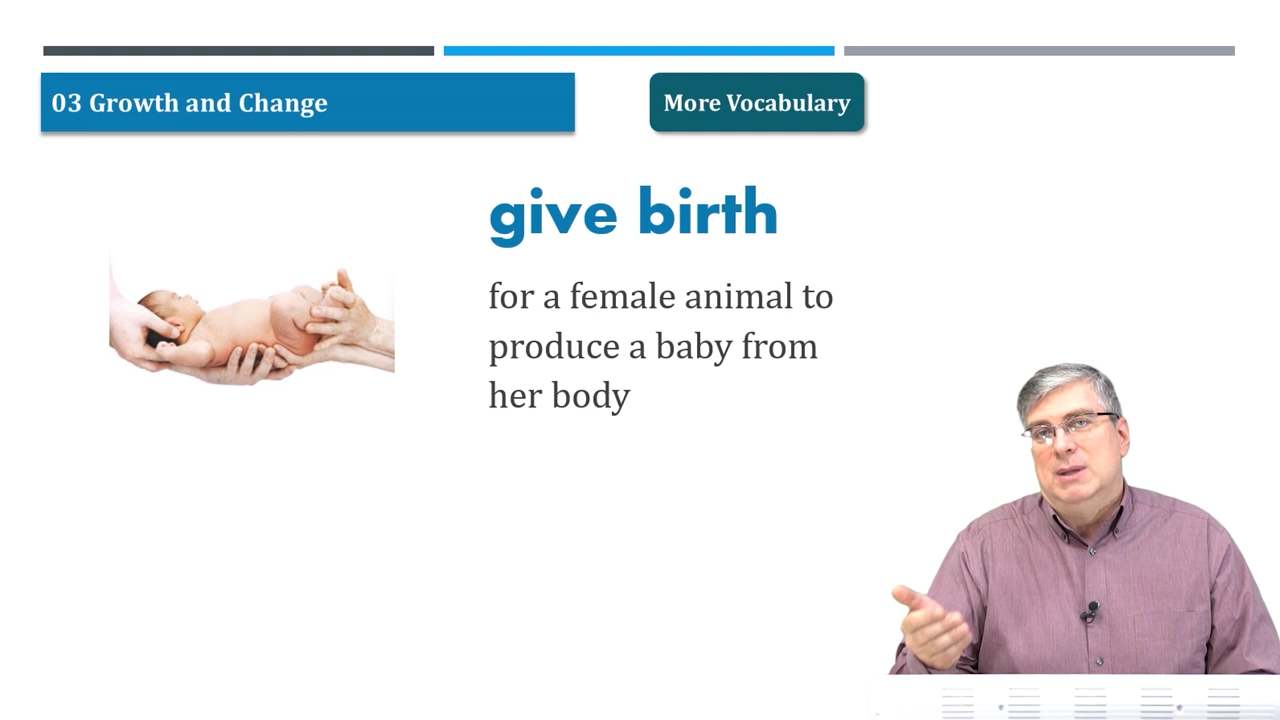 03 Growth and Change
More Vocabulary
give birth
for a female animal to
produce a baby from
her body